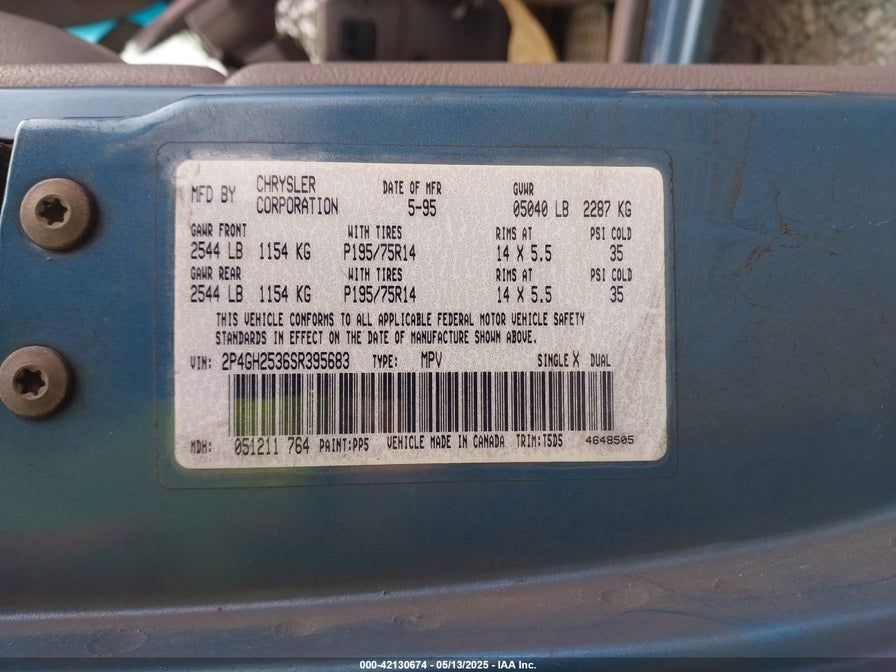 MFD BY CHRYSLER CORPORATION DATE OF MFR 5-95 GVWR 05040 LB 2287 KG
GAWR FRONT WITH TIRES RIMS AT PSI COLD
2544 LB 1154 KG P195/75R14 14 X 5.5 35
GAWR REAR WITH TIRES RIMS AT PSI COLD
2544 LB 1154 KG P195/75R14 14 X 5.5 35
THIS VEHICLE CONFORMS TO ALL APPLICABLE FEDERAL MOTOR VEHICLE SAFETY
STANDARDS IN EFFECT ON THE DATE OF MANUFACTURE SHOWN ABOVE.
VIN: 2P4GH2536SR395683 TYPE: MPV SINGLE X DUAL
MDH: 051211 764 PAINT:PP5 VEHICLE MADE IN CANADA TRIM:T5D5 4648505
000-42130674 / 05/13/2025 - IAA Inc.